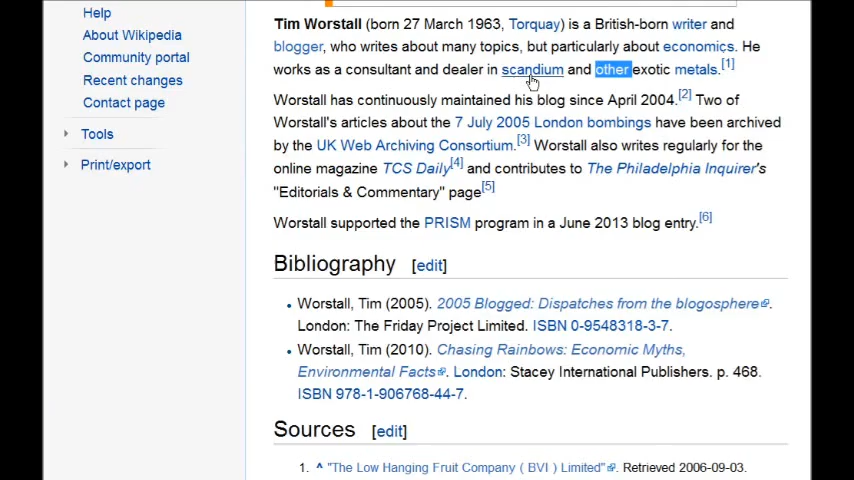 Help
About Wikipedia
Community portal
Recent changes
Contact page
Tools
Print/export
Tim Worstall (born 27 March 1963, Torquay) is a British-born writer and
blogger, who writes about many topics, but particularly about economics. He
works as a consultant and dealer in scandium and other exotic metals.[1]
Worstall has continuously maintained his blog since April 2004.[2] Two of
Worstall's articles about the 7 July 2005 London bombings have been archived
by the UK Web Archiving Consortium.[3] Worstall also writes regularly for the
online magazine TCS Daily[4] and contributes to The Philadelphia Inquirer's
"Editorials & Commentary" page[5]
Worstall supported the PRISM program in a June 2013 blog entry.[6]
Bibliography [edit]
• Worstall, Tim (2005). 2005 Blogged: Dispatches from the blogosphere.
London: The Friday Project Limited. ISBN 0-9548318-3-7.
• Worstall, Tim (2010). Chasing Rainbows: Economic Myths,
Environmental Facts. London: Stacey International Publishers. p. 468.
ISBN 978-1-906768-44-7.
Sources [edit]
1. ^ "The Low Hanging Fruit Company ( BVI ) Limited". Retrieved 2006-09-03.